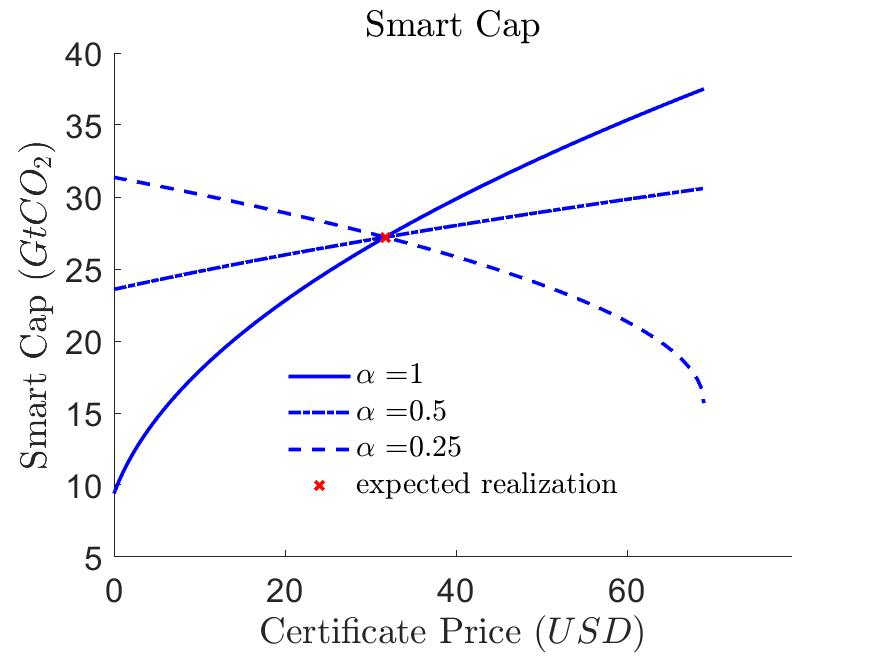 Smart Cap
40
35
30
25
20
15
10
5
Smart Cap (GtCO₂)
α =1
α =0.5
α =0.25
expected realization
0 20 40 60
Certificate Price (USD)